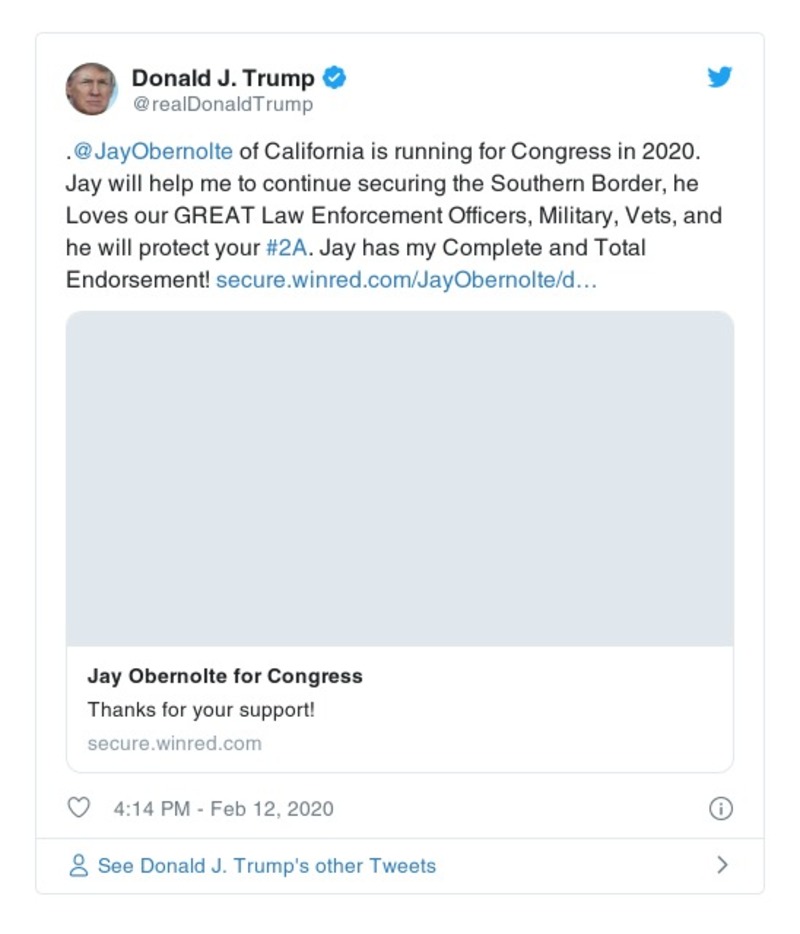 Donald J. Trump
@realDonaldTrump
.@JayObernolte of California is running for Congress in 2020.
Jay will help me to continue securing the Southern Border, he
Loves our GREAT Law Enforcement Officers, Military, Vets, and
he will protect your #2A. Jay has my Complete and Total
Endorsement! secure.winred.com/JayObernolte/d…
Jay Obernolte for Congress
Thanks for your support!
secure.winred.com
4:14 PM - Feb 12, 2020
See Donald J. Trump's other Tweets